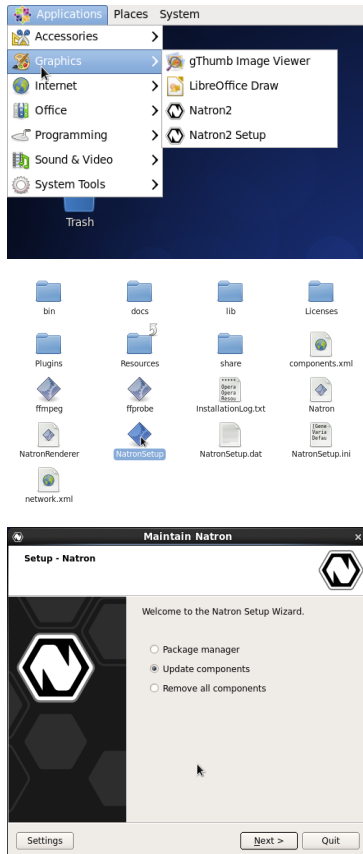 Applications Places System
Accessories
Graphics
Internet
Office
Programming
Sound & Video
System Tools
gThumb Image Viewer
LibreOffice Draw
Natron2
Natron2 Setup
Trash
bin docs lib Licenses
Plugins Resources share components.xml
ffmpeg ffprobe InstallationLog.txt Natron
NatronRenderer NatronSetup NatronSetup.dat NatronSetup.ini
network.xml
Maintain Natron
Setup - Natron
Welcome to the Natron Setup Wizard.
Package manager
Update components
Remove all components
Settings Next > Quit